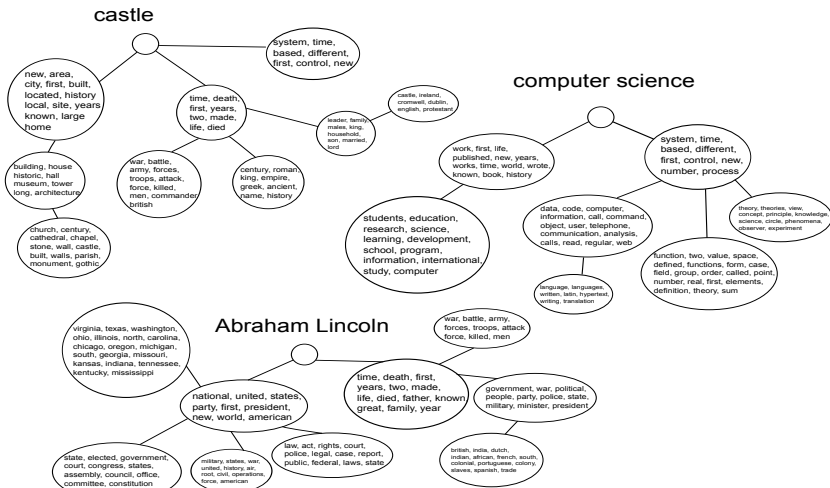 castle
system, time,
based, different,
first, control, new
new, area,
city, first, built,
located, history
local, site, years
known, large
home
time, death,
first, years,
two, made,
life, died
leader, family,
males, king,
household,
son, married,
lord
castle, ireland,
cromwell, dublin,
english, protestant
building, house
historic, hall
museum, tower
long, architecture
war, battle,
army, forces,
troops, attack,
force, killed,
men, commander
british
century, roman,
king, empire,
greek, ancient,
name, history
church, century,
cathedral, chapel,
stone, wall, castle,
built, walls, parish,
monument, gothic
computer science
work, first, life,
published, new, years,
works, time, world, wrote,
known, book, history
system, time,
based, different,
first, control, new,
number, process
students, education,
research, science,
learning, development,
school, program,
information, international,
study, computer
data, code, computer,
information, call, command,
object, user, telephone,
communication, analysis,
calls, read, regular, web
theory, theories, view,
concept, principle, knowledge,
science, circle, phenomena,
observer, experiment
language, languages,
written, latin, hypertext,
writing, translation
function, two, value, space,
defined, functions, form, case,
field, group, order, called, point,
number, real, first, elements,
definition, theory, sum
Abraham Lincoln
virginia, texas, washington,
ohio, illinois, north, carolina,
chicago, oregon, michigan,
south, georgia, missouri,
kansas, indiana, tennessee,
kentucky, mississippi
war, battle, army,
forces, troops, attack
force, killed, men
national, united, states,
party, first, president,
new, world, american
time, death, first,
years, two, made,
life, died, father, known
great, family, year
government, war, political,
people, party, police, state,
military, minister, president
state, elected, government,
court, congress, states,
assembly, council, office,
committee, constitution
military, states, war,
united, history, air,
root, civil, operations,
force, american
law, act, rights, court,
police, legal, case, report,
public, federal, laws, state
british, india, dutch,
indian, african, french, south,
colonial, portuguese, colony,
slaves, spanish, trade